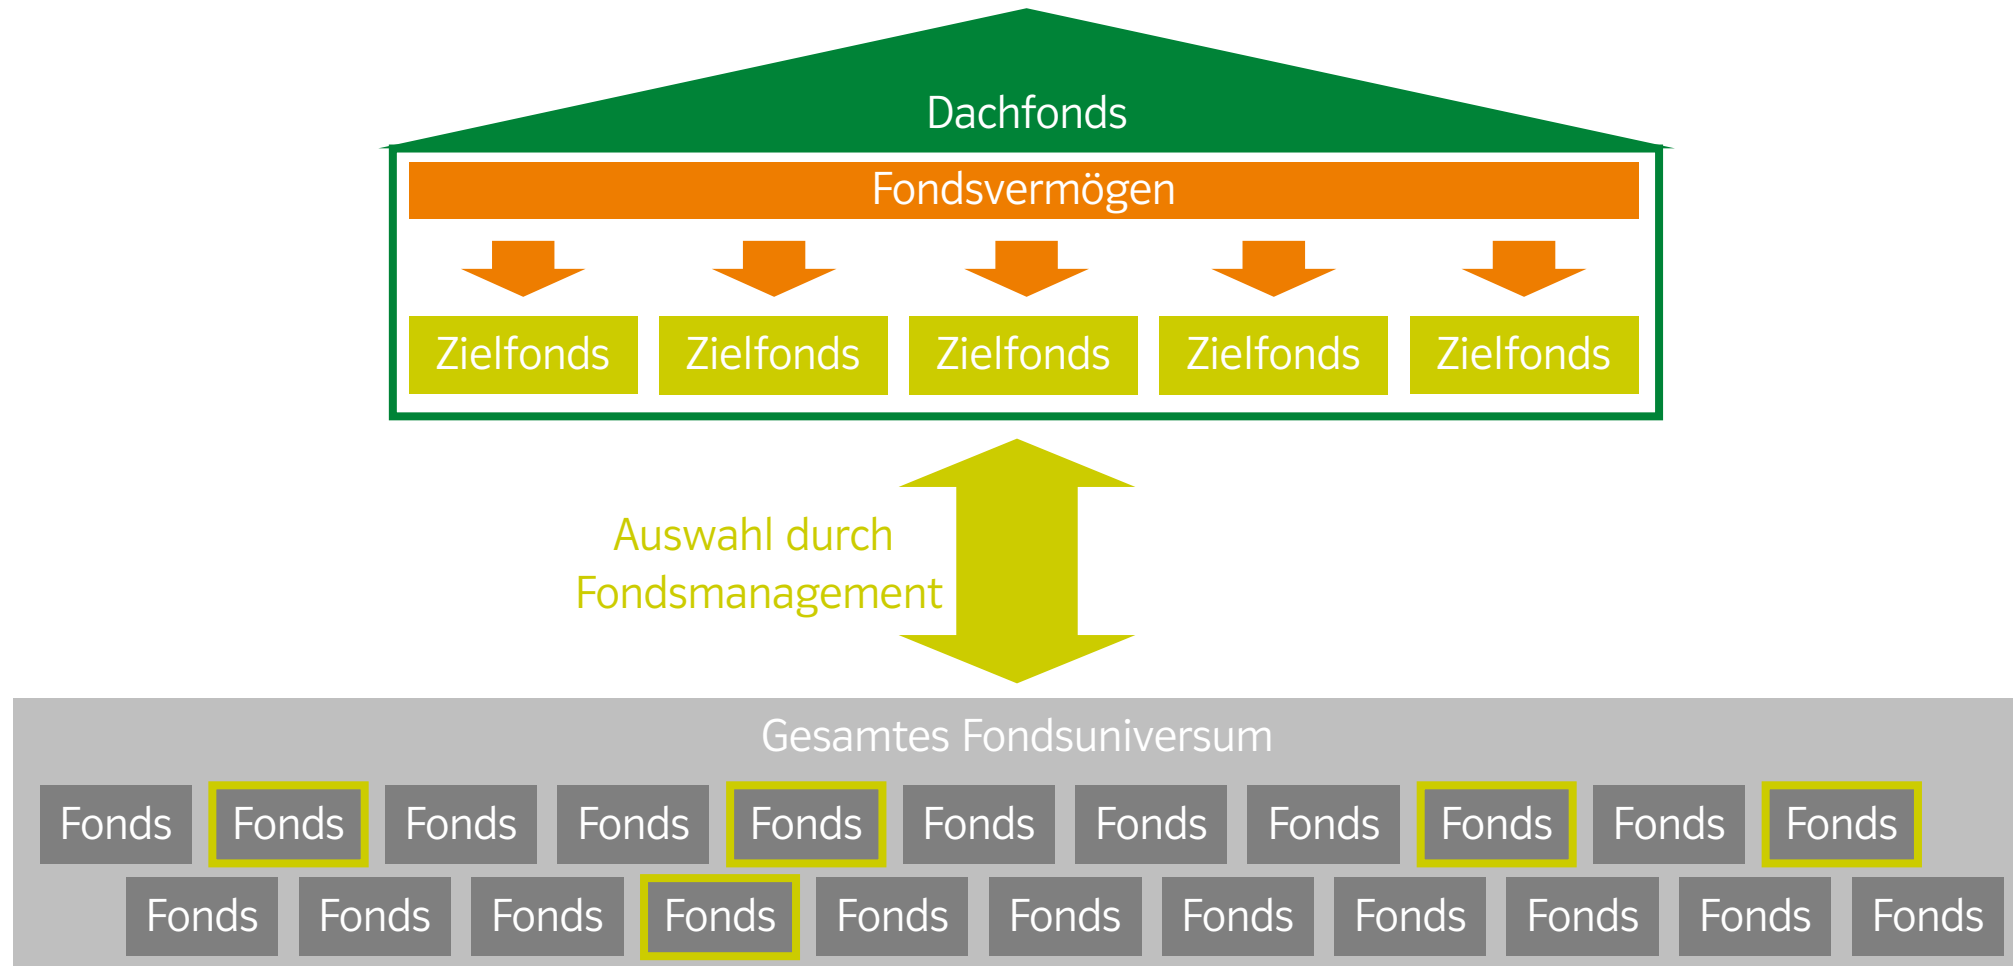 Dachfonds
Fondsvermögen
Zielfonds Zielfonds Zielfonds Zielfonds Zielfonds
Auswahl durch
Fondsmanagement
Gesamtes Fondsuniversum
Fonds Fonds Fonds Fonds Fonds Fonds Fonds Fonds Fonds Fonds Fonds
Fonds Fonds Fonds Fonds Fonds Fonds Fonds Fonds Fonds Fonds Fonds